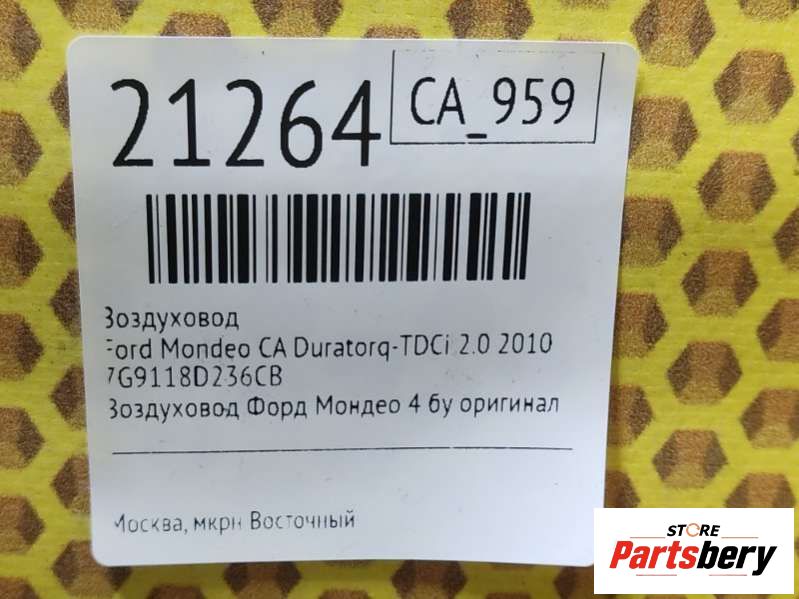 21264
CA_959
Воздуховод
Ford Mondeo CA Duratorq-TDCi 2.0 2010
7G9118D236CB
Воздуховод Форд Мондео 4 бу оригинал
Москва, мкрн Восточный
STORE
Partsbery